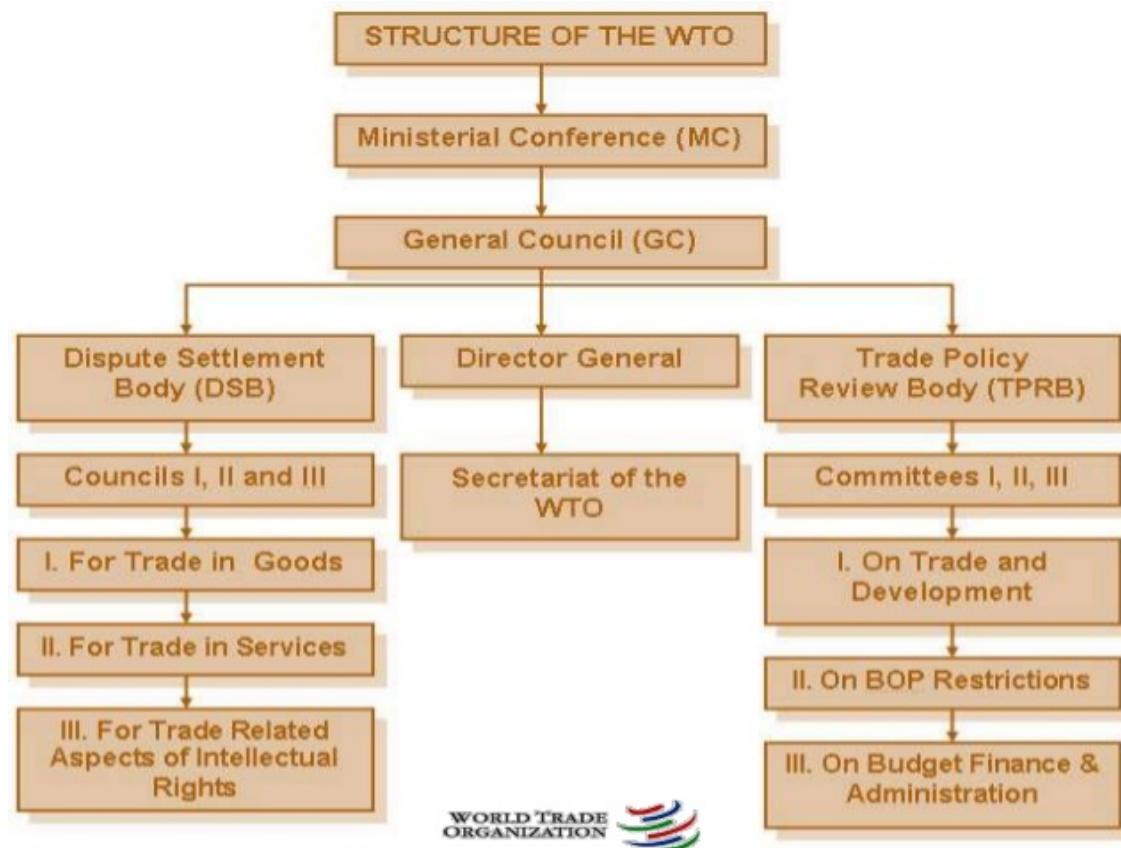 STRUCTURE OF THE WTO
Ministerial Conference (MC)
General Council (GC)
Dispute Settlement
Body (DSB)
Councils I, II and III
I. For Trade in Goods
II. For Trade in Services
III. For Trade Related
Aspects of Intellectual
Rights
Director General
Secretariat of the
WTO
Trade Policy
Review Body (TPRB)
Committees I, II, III
I. On Trade and
Development
II. On BOP Restrictions
III. On Budget Finance &
Administration
WORLD TRADE
ORGANIZATION